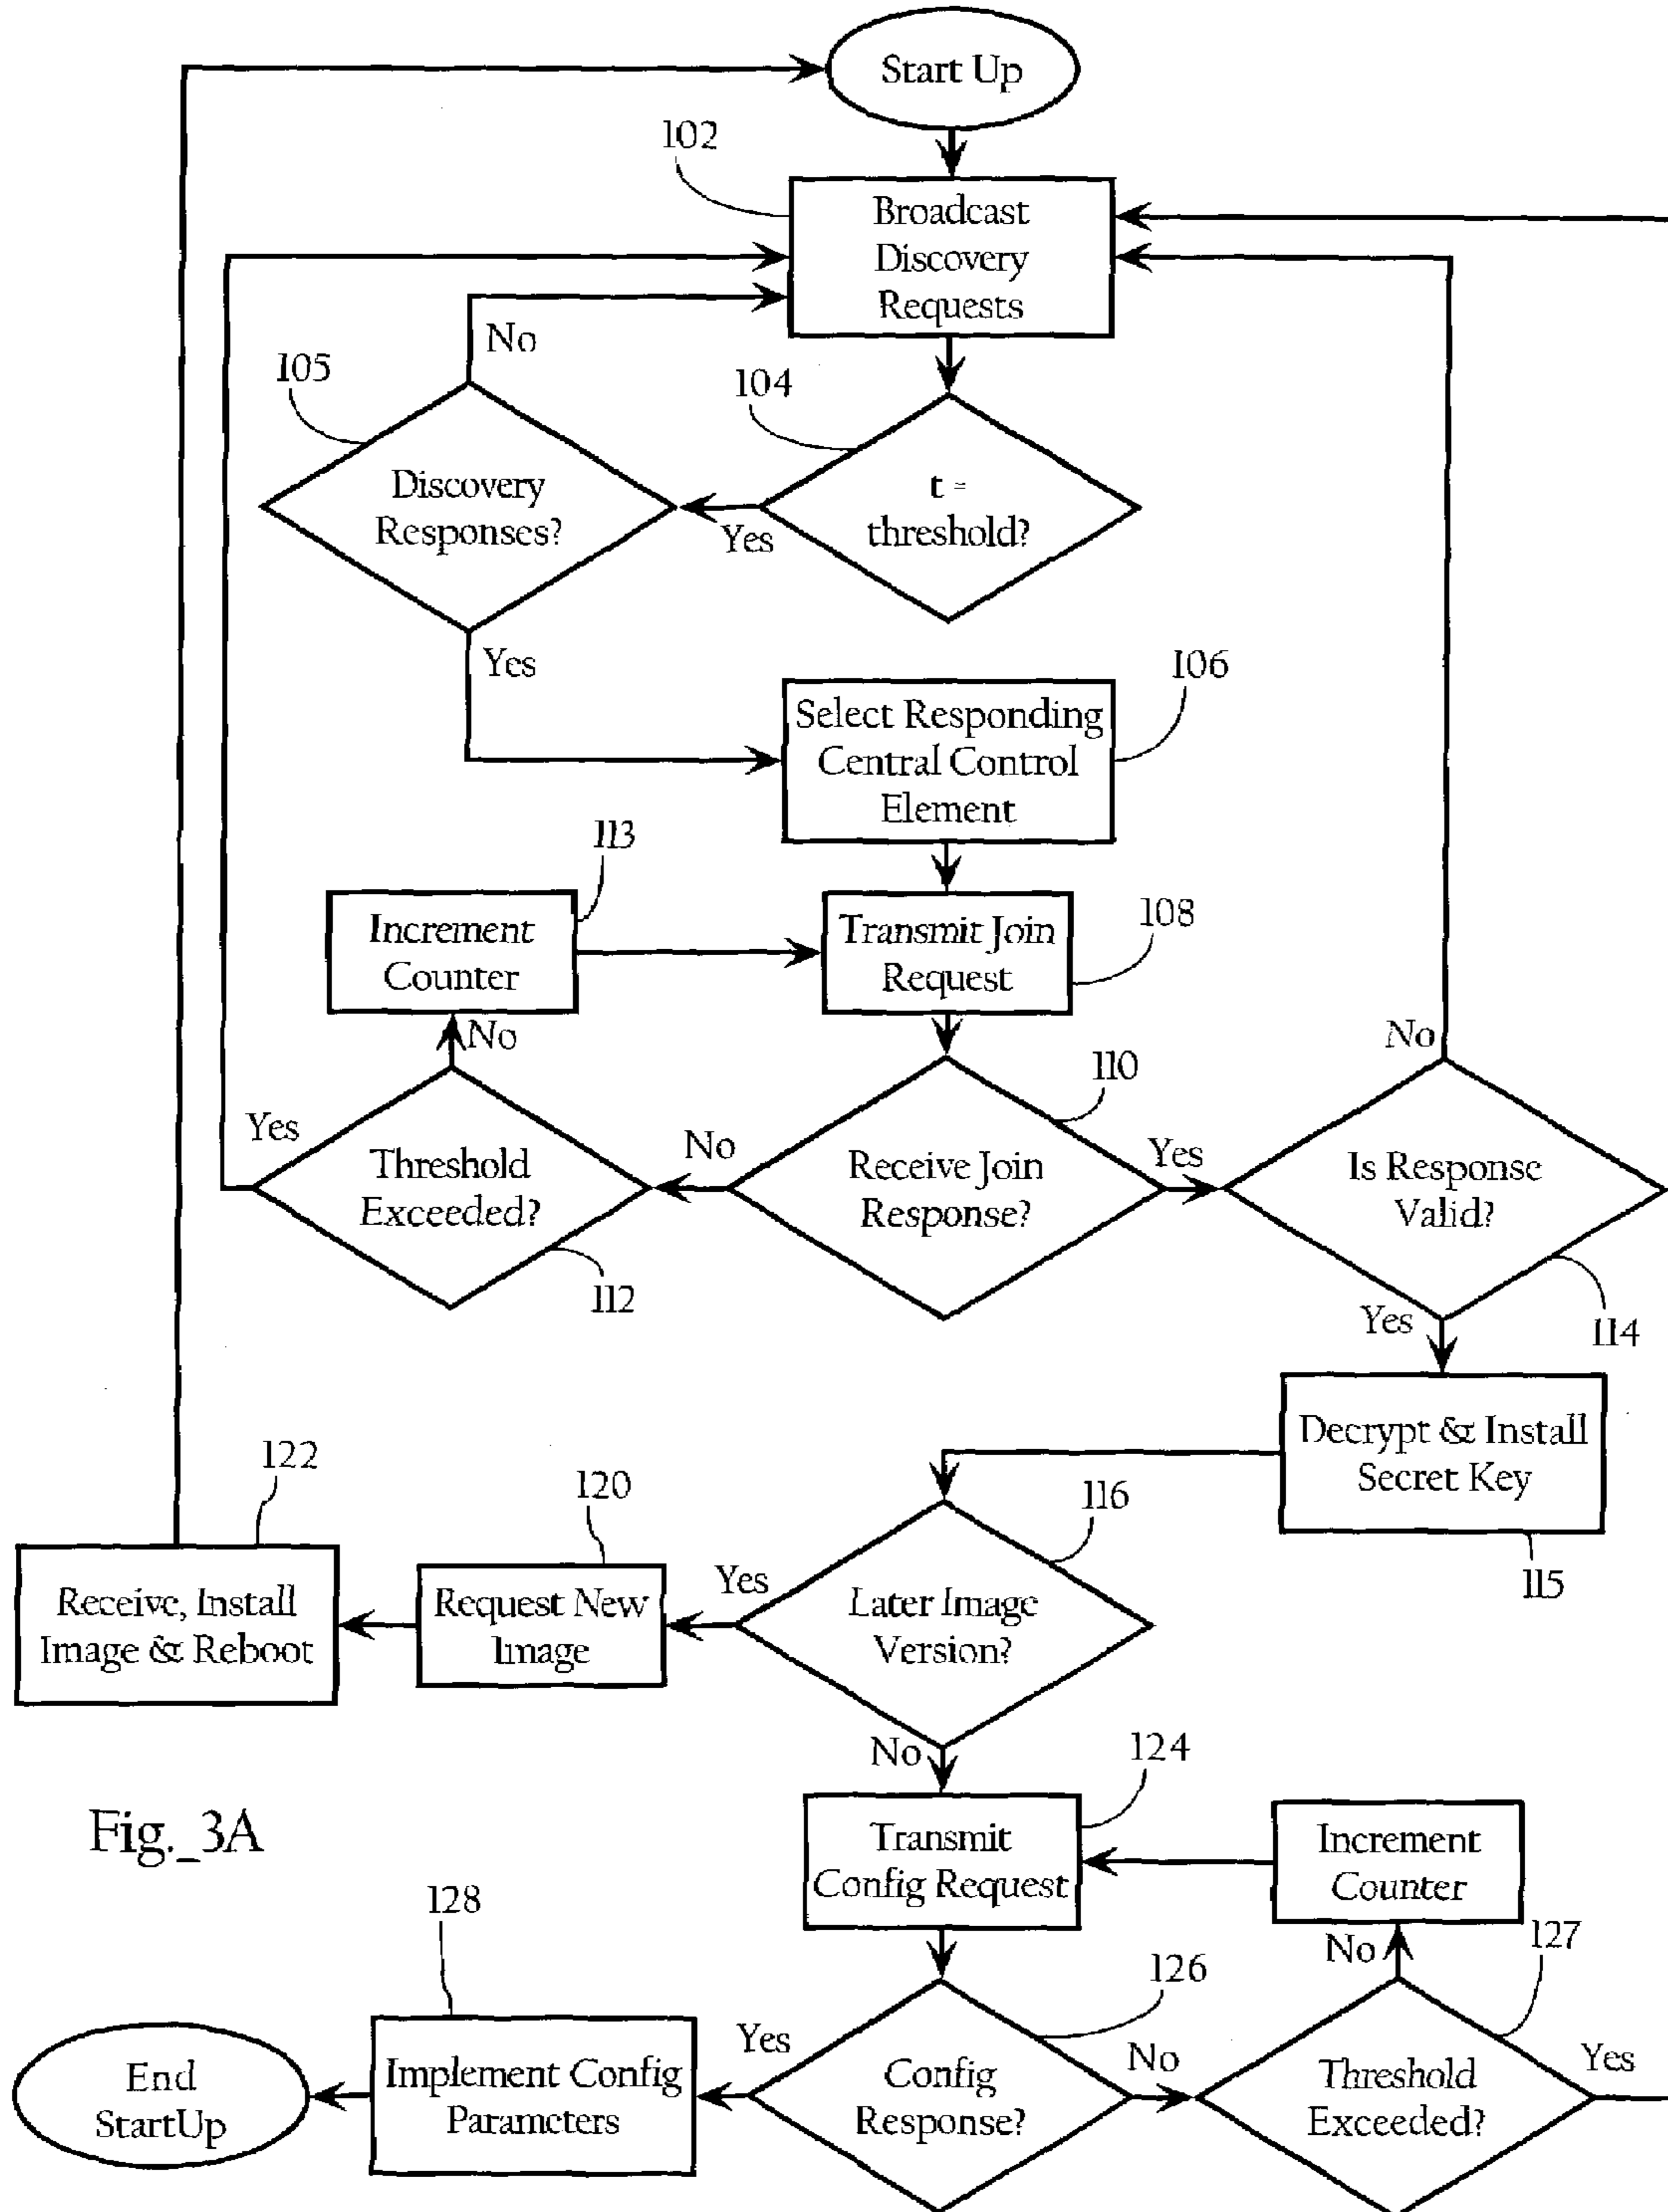 Start Up
102
Broadcast
Discovery
Requests
No
105
104
Discovery
Responses?
Yes
t =
threshold?
Yes
106
Select Responding
Central Control
Element
113
Increment
Counter
108
Transmit Join
Request
No
No
110
Yes
Threshold
Exceeded?
No
Receive Join
Response?
Yes
Is Response
Valid?
112
Yes
114
Decrypt & Install
Secret Key
115
122
120
116
Receive, Install
Image & Reboot
Request New
Image
Yes
Later Image
Version?
No
124
Fig._3A
Transmit
Config Request
Increment
Counter
128
No
127
126
End
StartUp
Implement Config
Parameters
Yes
Config
Response?
No
Threshold
Exceeded?
Yes